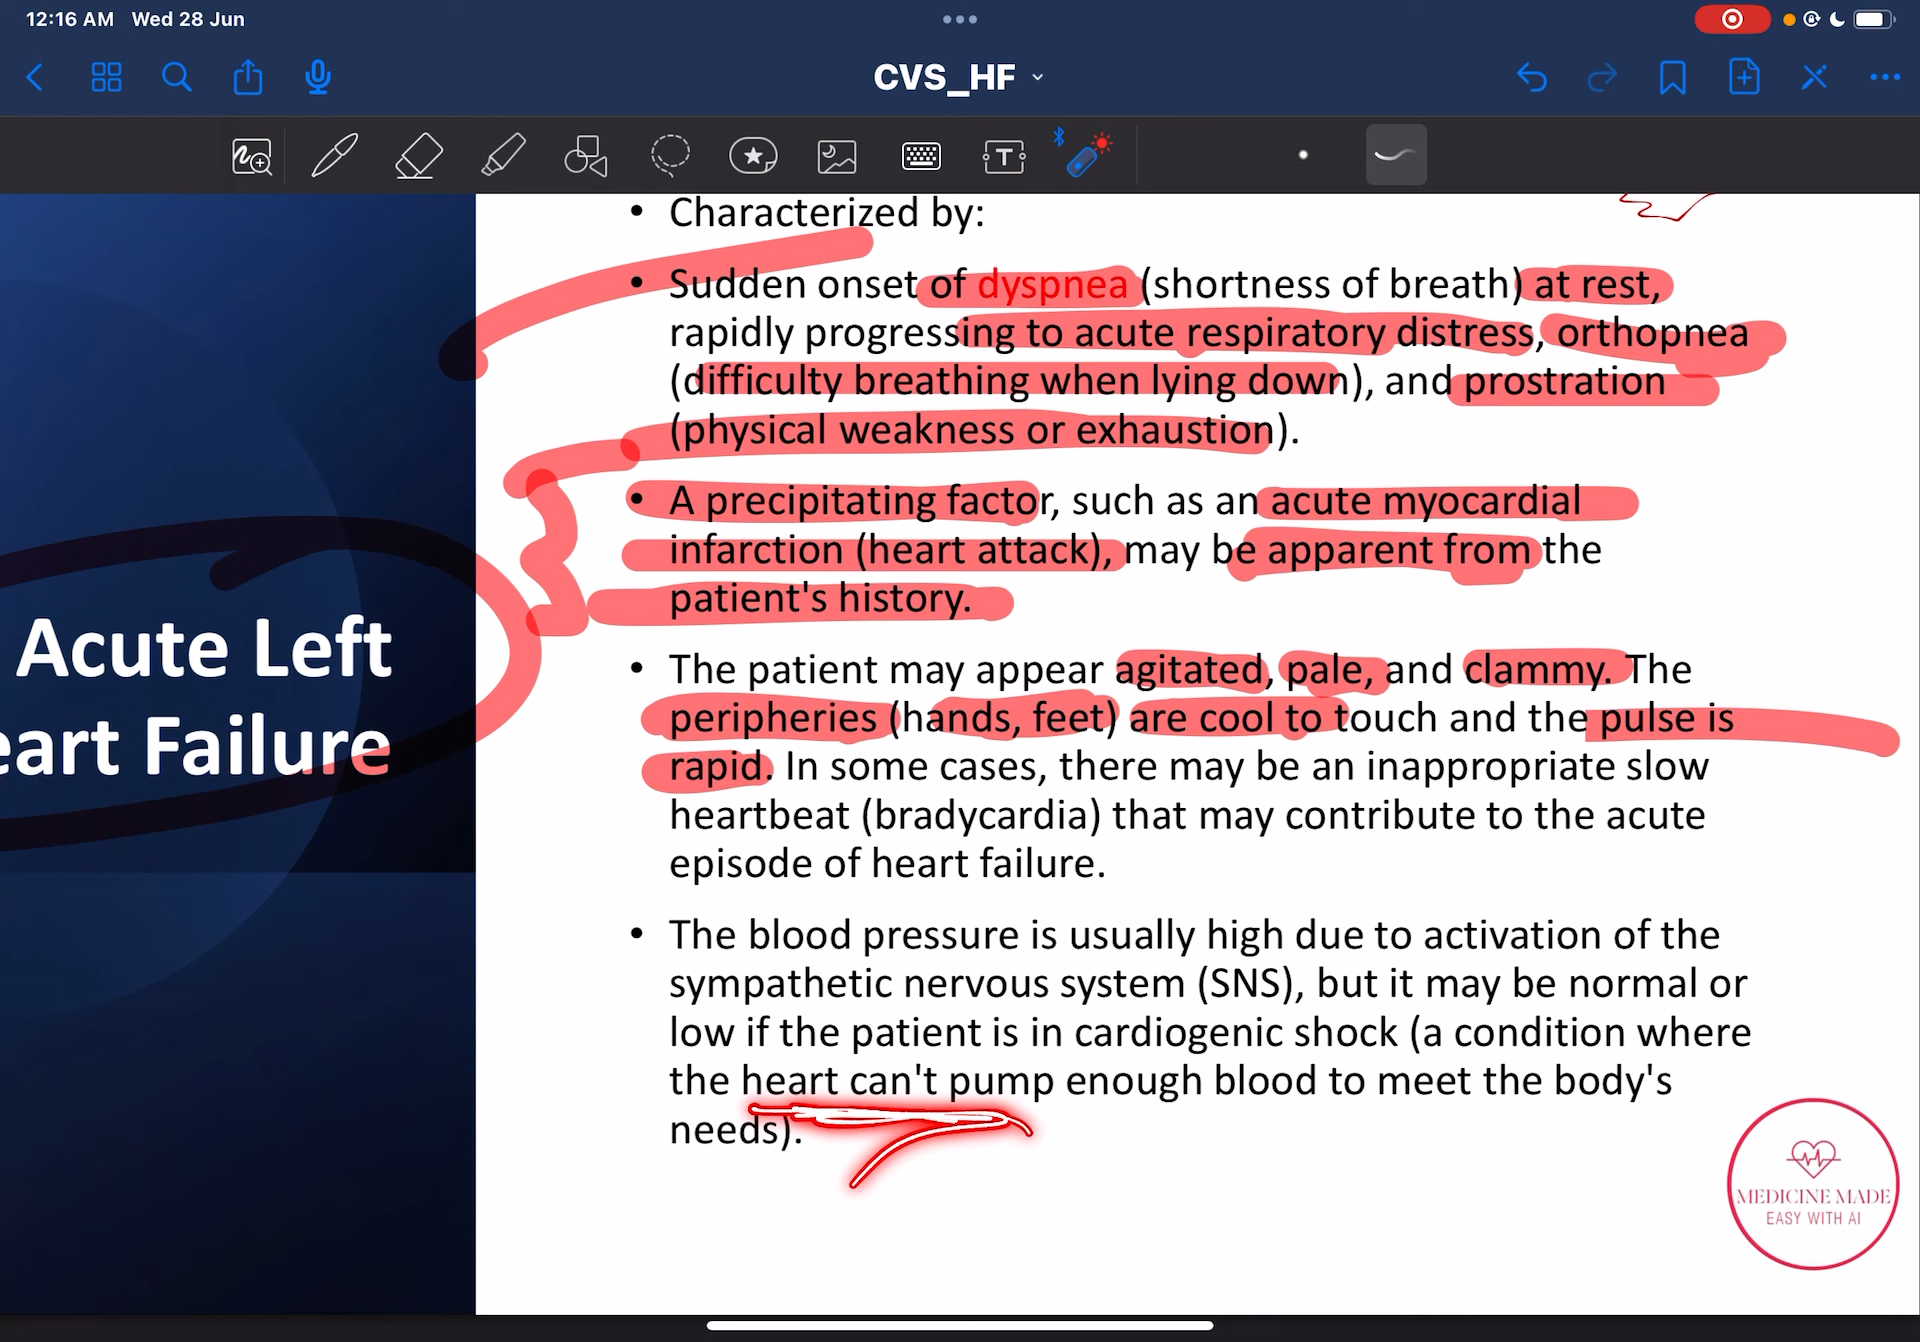 12:16 AM Wed 28 Jun
CVS_HF
T
• Characterized by:
• Sudden onset of dyspnea (shortness of breath) at rest,
rapidly progressing to acute respiratory distress, orthopnea
(difficulty breathing when lying down), and prostration
(physical weakness or exhaustion).
• A precipitating factor, such as an acute myocardial
infarction (heart attack), may be apparent from the
patient's history.
• The patient may appear agitated, pale, and clammy. The
peripheries (hands, feet) are cool to touch and the pulse is
rapid. In some cases, there may be an inappropriate slow
heartbeat (bradycardia) that may contribute to the acute
episode of heart failure.
• The blood pressure is usually high due to activation of the
sympathetic nervous system (SNS), but it may be normal or
low if the patient is in cardiogenic shock (a condition where
the heart can't pump enough blood to meet the body's
needs).
Acute Left
eart Failure
MEDICINE MADE
EASY WITH AI